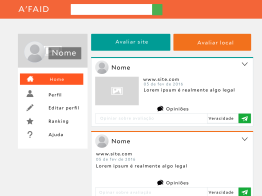 A'FAID
Nome
Home
Perfil
Editar perfil
Ranking
Ajuda
Avaliar site
Avaliar local
Nome
www.site.com
05 de fev de 2016
Lorem ipsum é realmente algo legal
Opiniões
Veracidade
Nome
www.site.com
05 de fev de 2016
Lorem ipsum é realmente algo legal
Opiniões
Veracidade